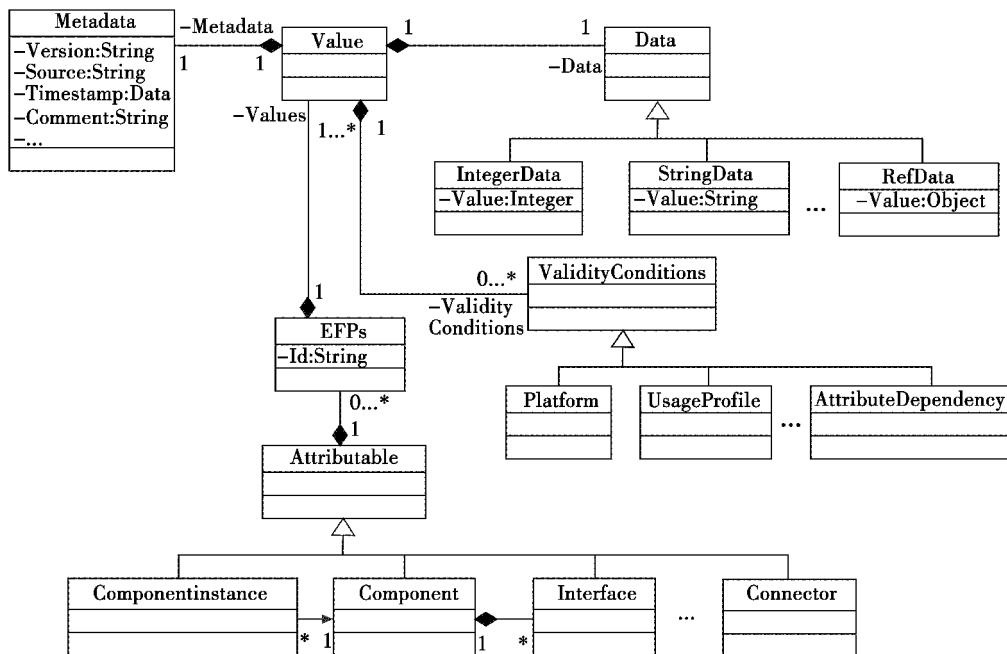 Metadata
-Version:String
-Source:String
-Timestamp:Data
-Comment:String
-...
-Metadata
1
1
Value
1
1
-Data
Data
-Values
1...*
1
IntegerData
-Value:Integer
StringData
-Value:String
...
RefData
-Value:Object
0...*
-Validity
Conditions
ValidityConditions
1
EFPs
-Id:String
0...*
1
Platform
UsageProfile
...
AttributeDependency
Attributable
Componentinstance
* 1
Component
1 *
Interface
...
Connector